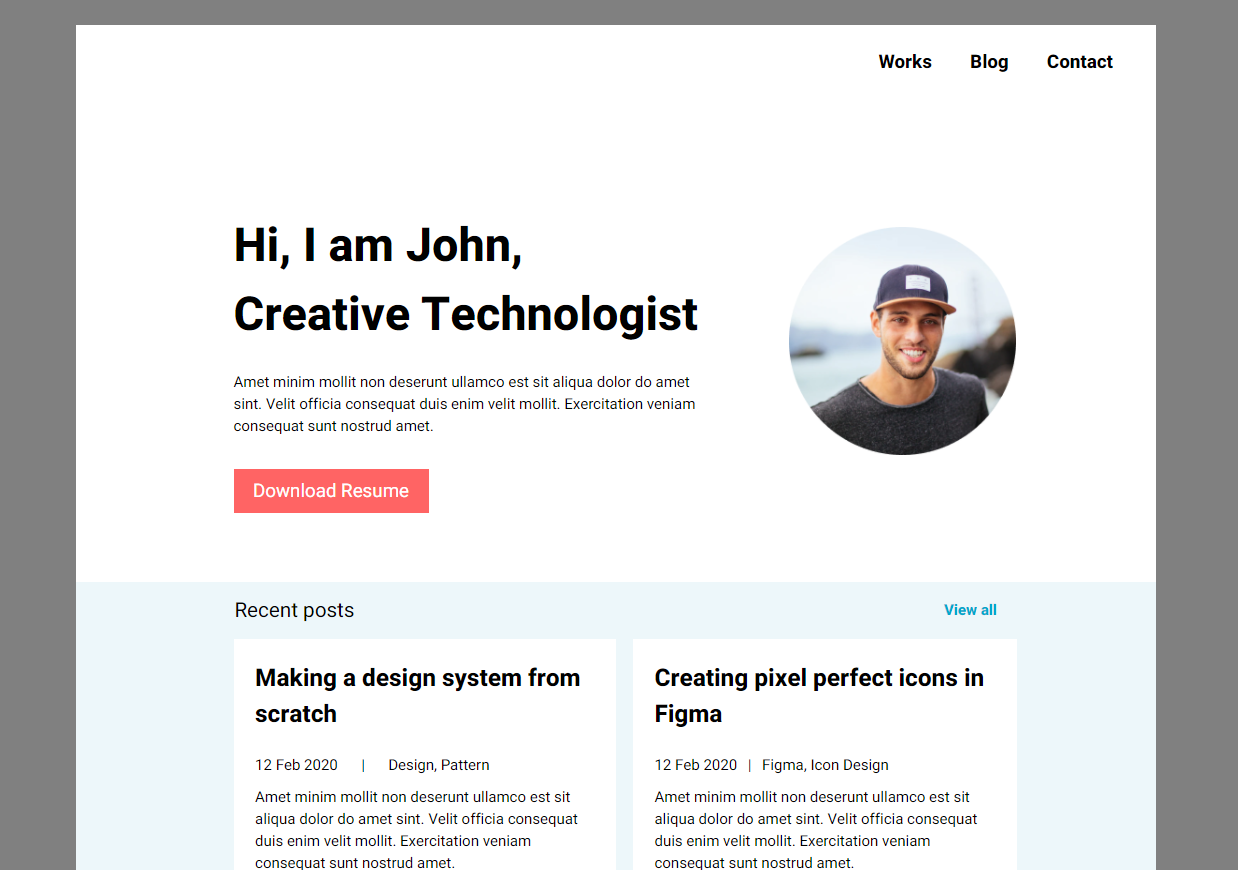 Works Blog Contact
Hi, I am John,
Creative Technologist
Amet minim mollit non deserunt ullamco est sit aliqua dolor do amet
sint. Velit officia consequat duis enim velit mollit. Exercitation veniam
consequat sunt nostrud amet.
Download Resume
Recent posts
View all
Making a design system from
scratch
12 Feb 2020 | Design, Pattern
Amet minim mollit non deserunt ullamco est sit
aliqua dolor do amet sint. Velit officia consequat
duis enim velit mollit. Exercitation veniam
consequat sunt nostrud amet.
Creating pixel perfect icons in
Figma
12 Feb 2020 | Figma, Icon Design
Amet minim mollit non deserunt ullamco est sit
aliqua dolor do amet sint. Velit officia consequat
duis enim velit mollit. Exercitation veniam
consequat sunt nostrud amet.